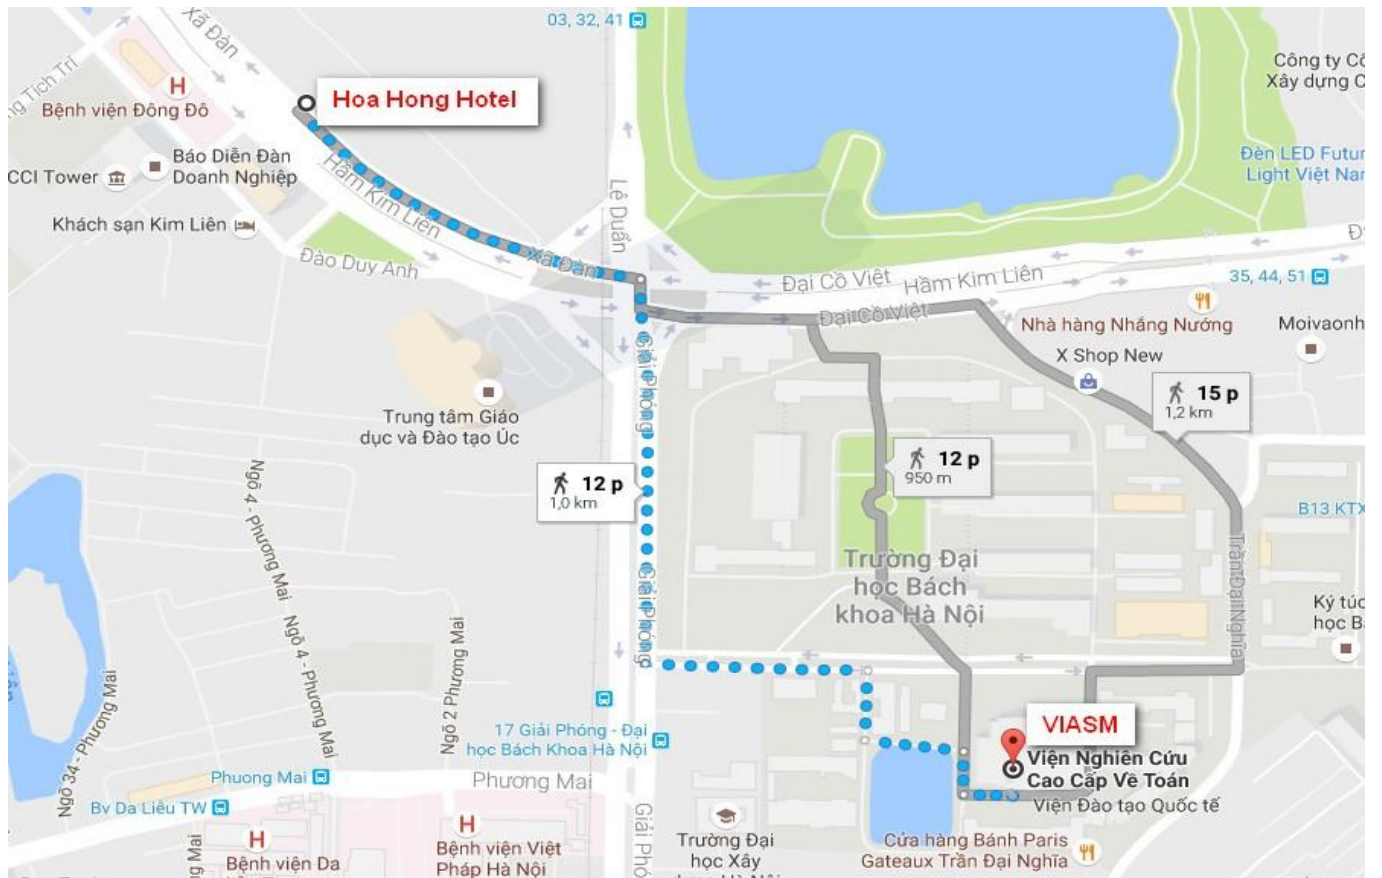 03, 32, 41
Xã Đàn
Công ty Cổ
Xây dựng C
ng Tích Trí
Bệnh viện Đông Đô
Hoa Hong Hotel
Báo Diễn Đàn
Doanh Nghiệp
CCI Tower
Hầm Kim Liên
Đèn LED Futur
Light Việt Nar
Khách sạn Kim Liên
Lê Duẩn
Đào Duy Anh
Xã Đàn
Đại Cồ Việt
Hầm Kim Liên
35, 44, 51
Đại Cồ Việt
Nhà hàng Nhắng Nướng
Moivaonh
X Shop New
Giải Phóng
Trung tâm Giáo
dục và Đào tạo Úc
15 p
1,2 km
12 p
950 m
12 p
1,0 km
Ngõ 4 - Phương Mai
B13 KTX
Trần Đại Nghĩa
Trường Đại
học Bách
khoa Hà Nội
Giải Phóng
Ký túc
học B
Ngõ 4 - Phương Mai
Ngõ 2 Phương Mai
Ngõ 34 - Phương Mai
17 Giải Phóng - Đại
học Bách Khoa Hà Nội
VIASM
Viện Nghiên Cứu
Cao Cấp Về Toán
Viện Đào tạo Quốc tế
Phuong Mai
Phương Mai
Bv Da Liễu TW
Giải Phó
Bệnh viện Da
Bệnh viện Việt
Pháp Hà Nội
Trường Đại
học Xây
Cửa hàng Bánh Paris
Gateaux Trần Đại Nghĩa